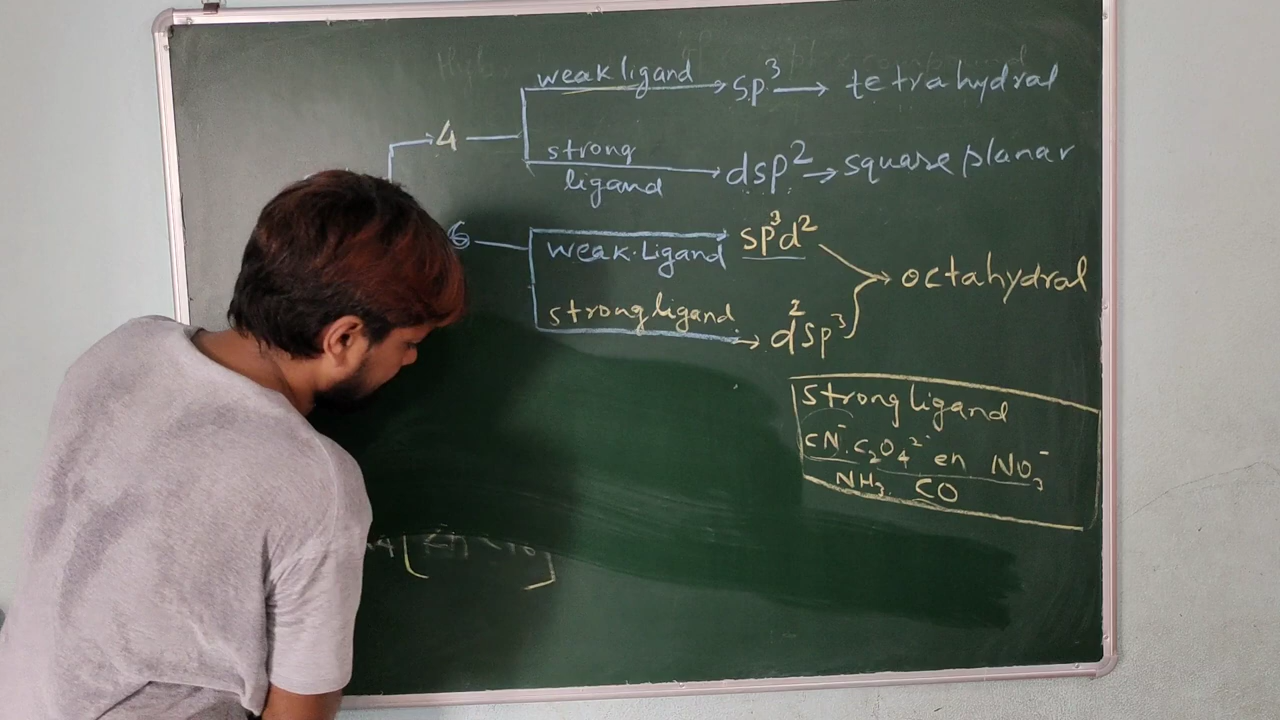 weak ligand → sp³ → tetrahydral
4
strong
ligand → dsp² → square planar
6
weak Ligand sp³d²
→ octahydral
strong ligand → d²sp³
strong ligand
CN⁻ C₂O₄²⁻ en NO₃⁻
NH₃ CO